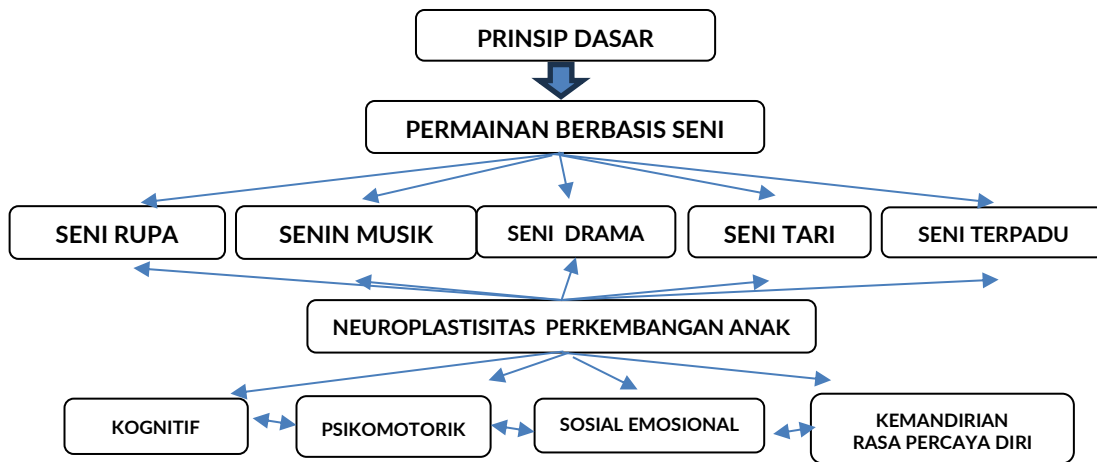 PRINSIP DASAR
PERMAINAN BERBASIS SENI
SENI RUPA
SENIN MUSIK
SENI DRAMA
SENI TARI
SENI TERPADU
NEUROPLASTISITAS PERKEMBANGAN ANAK
KOGNITIF
PSIKOMOTORIK
SOSIAL EMOSIONAL
KEMANDIRIAN
RASA PERCAYA DIRI